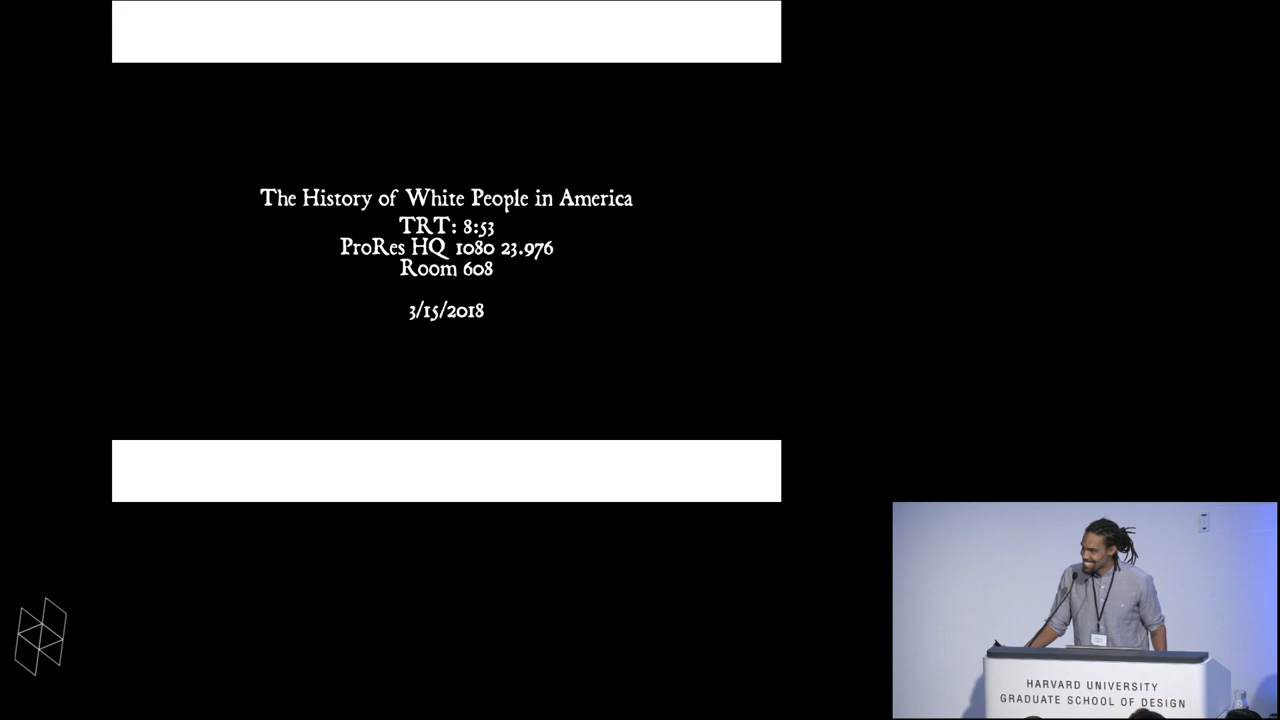 The History of White People in America
TRT: 8:53
ProRes HQ 1080 23.976
Room 608
3/15/2018
HARVARD UNIVERSITY
GRADUATE SCHOOL OF DESIGN